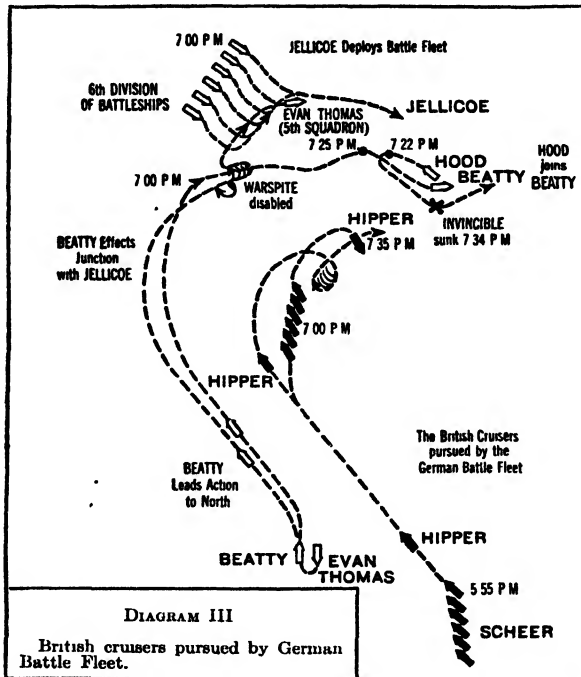 7 00 P M
JELLICOE Deploys Battle Fleet
6th DIVISION
OF BATTLESHIPS
JELLICOE
EVAN THOMAS
(5th SQUADRON)
7 25 P M
7 22 P M
HOOD
BEATTY
HOOD
joins
BEATTY
7 00 P M
WARSPITE
disabled
INVINCIBLE
sunk 7 34 P M
HIPPER
7 35 P M
BEATTY Effects
Junction
with JELLICOE
7 00 P M
HIPPER
The British Cruisers
pursued by the
German Battle Fleet
BEATTY
Leads Action
to North
HIPPER
BEATTY
EVAN
THOMAS
5 55 P M
SCHEER
DIAGRAM III
British cruisers pursued by German
Battle Fleet.